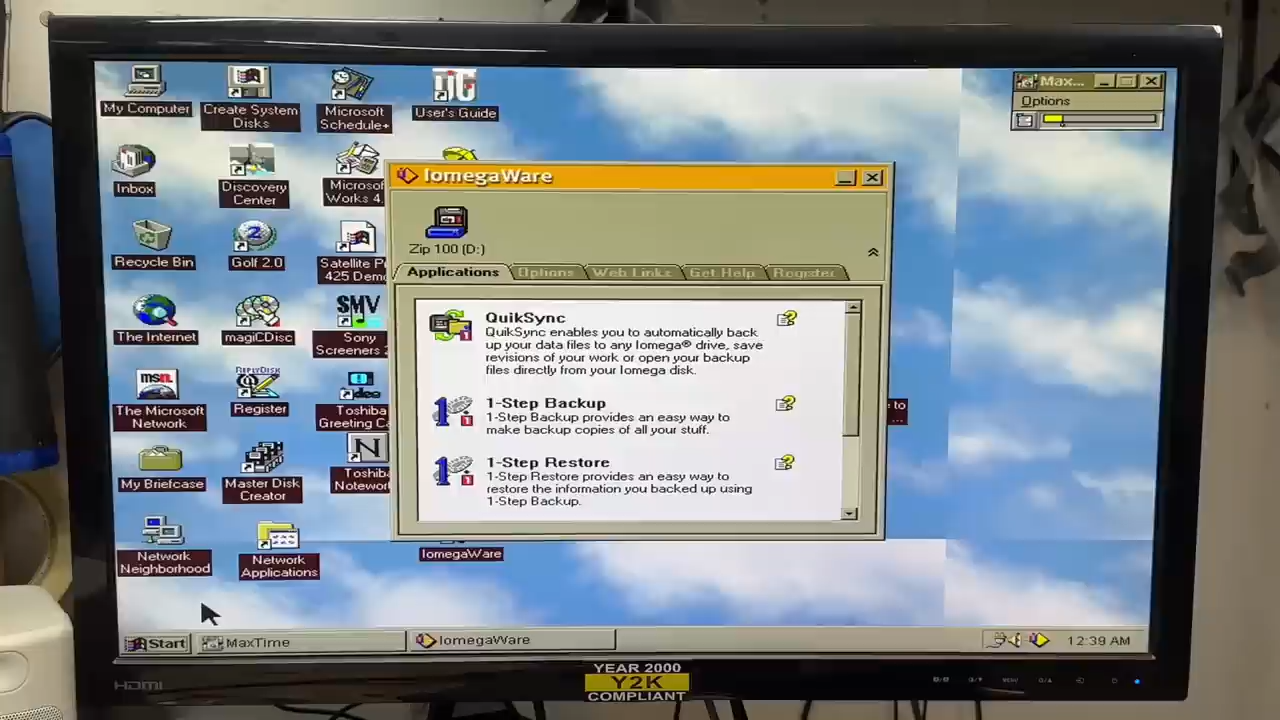 My Computer
Create System
Disks
Microsoft
Schedule+
User's Guide
Max...
Options
Inbox
Discovery
Center
Microsof
Works 4.
IomegaWare
Zip 100 (D:)
Applications
Options
Web Links
Get Help
Register
Recycle Bin
Golf 2.0
Satellite P
425 Demo
QuikSync
QuikSync enables you to automatically back
up your data files to any Iomega® drive, save
revisions of your work or open your backup
files directly from your Iomega disk.
The Internet
magiCDisc
SMV
Sony
Screeners
1-Step Backup
1-Step Backup provides an easy way to
make backup copies of all your stuff.
msn
The Microsoft
Network
Register
Toshiba
Greeting Ca
e to
1-Step Restore
1-Step Restore provides an easy way to
restore the information you backed up using
1-Step Backup.
My Briefcase
Master Disk
Creator
N
Toshib
Notewor
Network
Neighborhood
Network
Applications
IomegaWare
Start
MaxTime
IomegaWare
12:39 AM
HDMI
YEAR 2000
Y2K
COMPLIANT